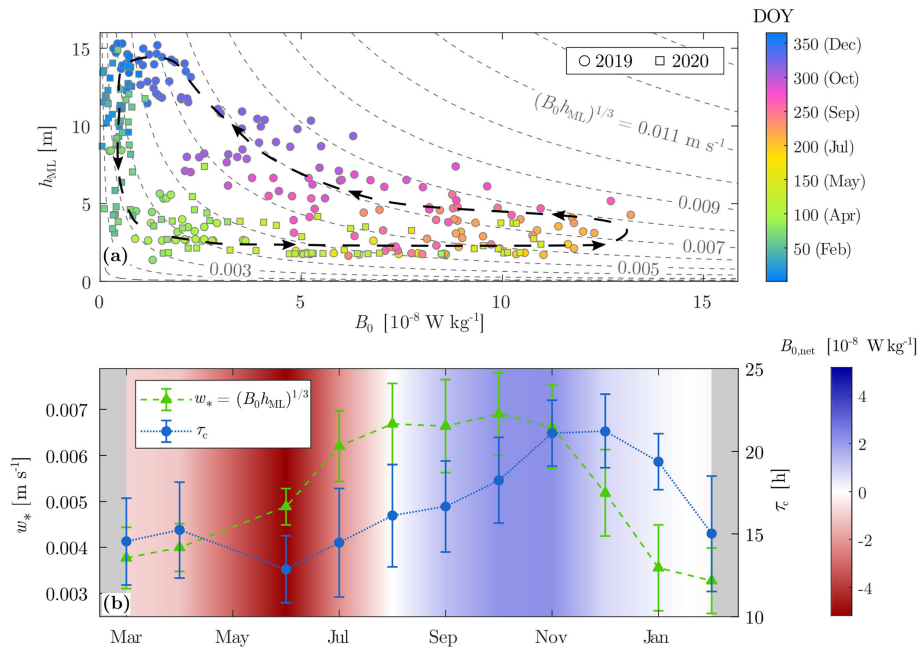 DOY
15
10
5
0
h_ML [m]
○ 2019 □ 2020
(B_0 h_ML)^{1/3} = 0.011 m s^{-1}
0.009
0.007
0.005
0.003
(a)
0 5 10 15
B_0 [10^{-8} W kg^{-1}]
350 (Dec)
300 (Oct)
250 (Sep)
200 (Jul)
150 (May)
100 (Apr)
50 (Feb)
B_{0,net} [10^{-8} W kg^{-1}]
w_* = (B_0 h_ML)^{1/3}
τ_c
0.007
0.006
0.005
0.004
0.003
w_* [m s^{-1}]
(b)
25
20
15
10
τ_c [h]
Mar May Jul Sep Nov Jan
4
2
0
-2
-4